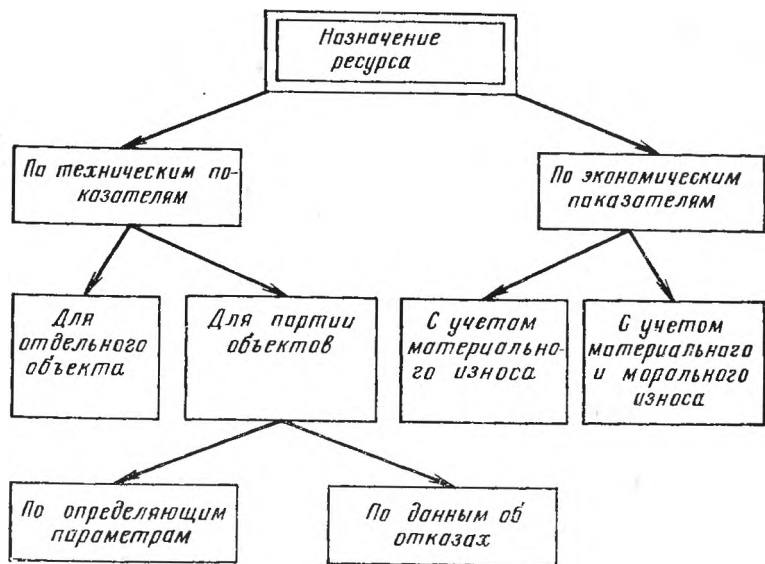 Назначение
ресурса
По техническим по-
казателям
По экономическим
показателям
Для
отдельного
объекта
Для партии
объектов
С учетом
материально-
го износа
С учетом
материального
и морального
износа
По определяющим
параметрам
По данным об
отказах